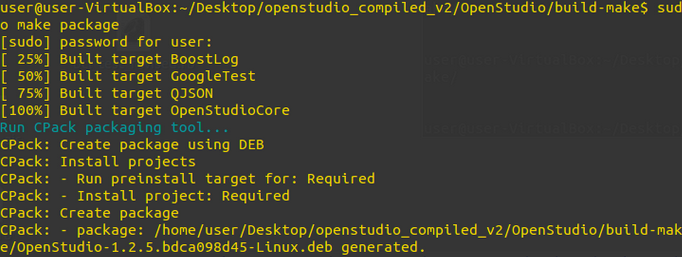 user@user-VirtualBox:~/Desktop/openstudio_compiled_v2/OpenStudio/build-make$ sud
o make package
[sudo] password for user:
[ 25%] Built target BoostLog
[ 50%] Built target GoogleTest
[ 75%] Built target QJSON
[100%] Built target OpenStudioCore
Run CPack packaging tool...
CPack: Create package using DEB
CPack: Install projects
CPack: - Run preinstall target for: Required
CPack: - Install project: Required
CPack: Create package
CPack: - package: /home/user/Desktop/openstudio_compiled_v2/OpenStudio/build-mak
e/OpenStudio-1.2.5.bdca098d45-Linux.deb generated.